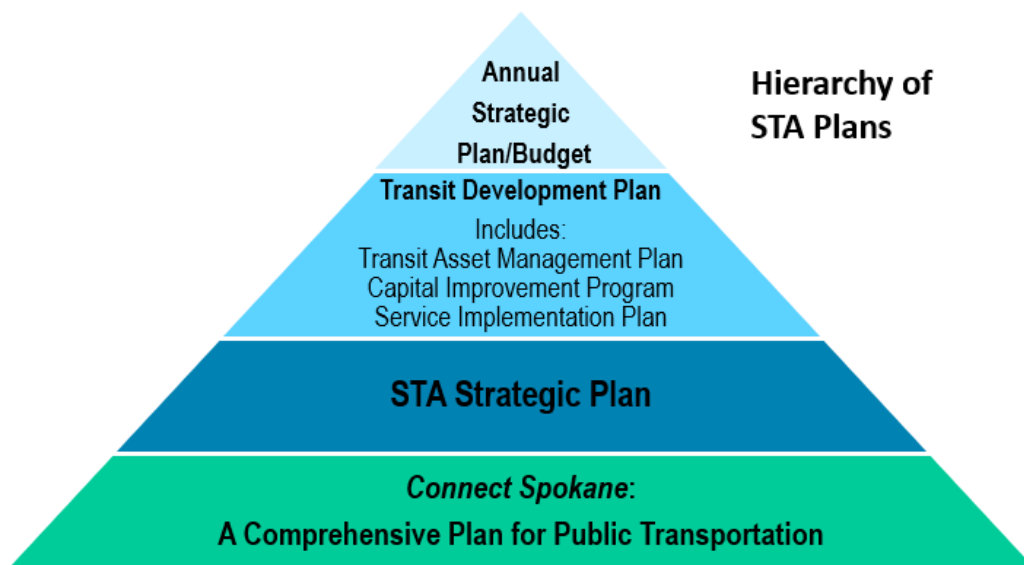 Annual
Strategic
Plan/Budget
Hierarchy of
STA Plans
Transit Development Plan
Includes:
Transit Asset Management Plan
Capital Improvement Program
Service Implementation Plan
STA Strategic Plan
Connect Spokane:
A Comprehensive Plan for Public Transportation